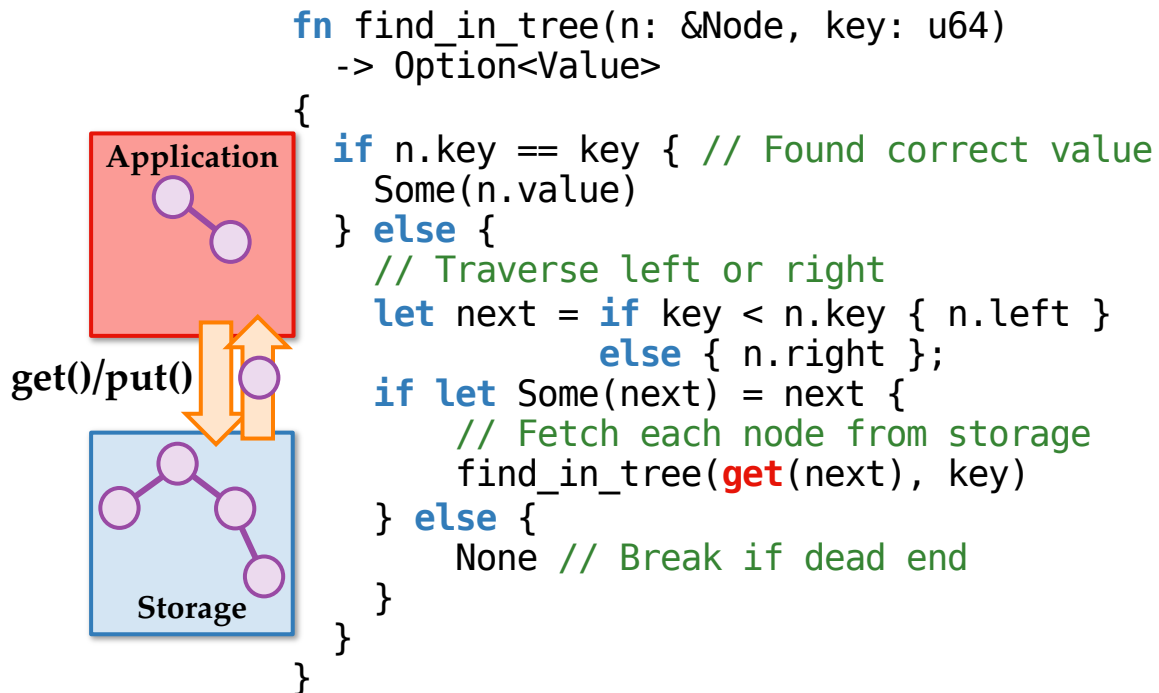 fn find_in_tree(n: &Node, key: u64)
-> Option<Value>
{
if n.key == key { // Found correct value
Some(n.value)
} else {
// Traverse left or right
let next = if key < n.key { n.left }
else { n.right };
if let Some(next) = next {
// Fetch each node from storage
find_in_tree(get(next), key)
} else {
None // Break if dead end
}
}
}
Application
get()/put()
Storage